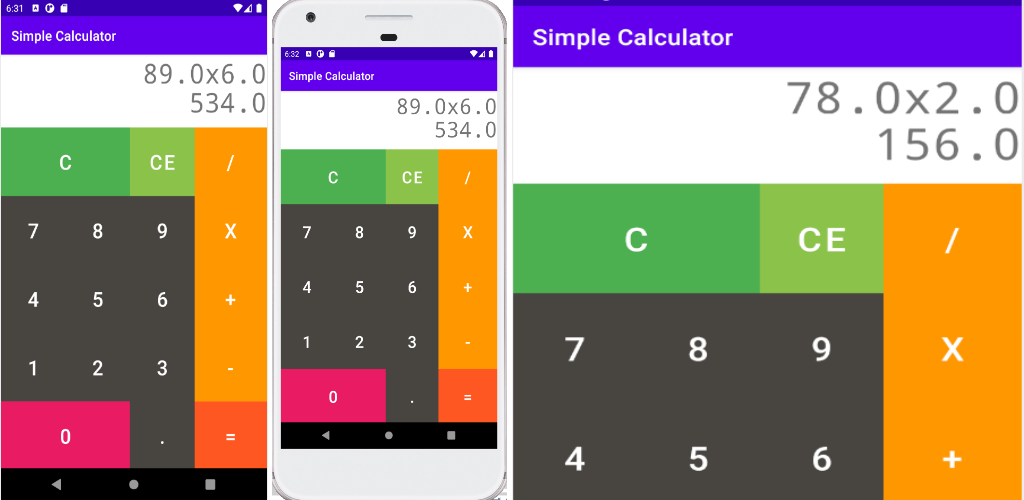 6:31
Simple Calculator
89.0x6.0
534.0
C CE /
7 8 9 X
4 5 6 +
1 2 3 -
0 . =
6:32
Simple Calculator
89.0x6.0
534.0
C CE /
7 8 9 X
4 5 6 +
1 2 3 -
0 . =
Simple Calculator
78.0x2.0
156.0
C CE /
7 8 9 X
4 5 6 +